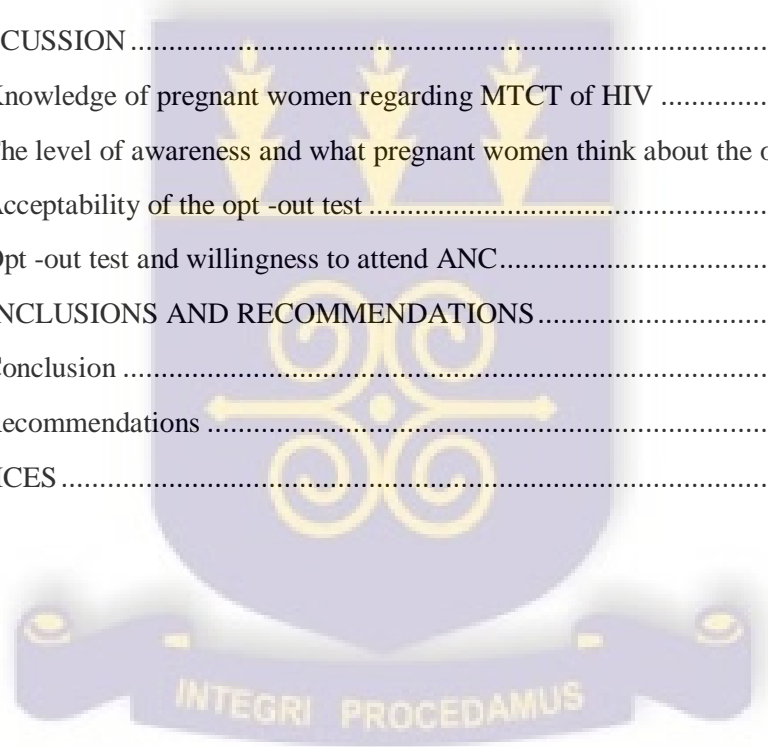 CUSSION ................................................................................
Knowledge of pregnant women regarding MTCT of HIV ..............
The level of awareness and what pregnant women think about the
Acceptability of the opt -out test ....................................................
Opt -out test and willingness to attend ANC...................................
NCLUSIONS AND RECOMMENDATIONS..............................
Conclusion ......................................................................................
Recommendations ..........................................................................
ICES ..............................................................................................
INTEGRI PROCEDAMUS